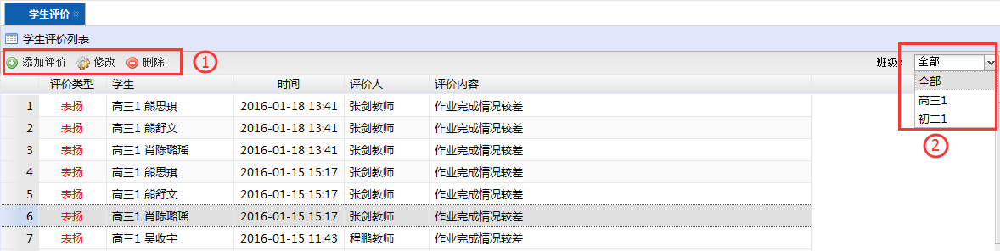 学生评价
学生评价列表
添加评价 修改 删除 ① 班级： 全部
全部
高三1
初二1
②
评价类型 学生 时间 评价人 评价内容
1 表扬 高三1 熊思琪 2016-01-18 13:41 张剑教师 作业完成情况较差
2 表扬 高三1 熊舒文 2016-01-18 13:41 张剑教师 作业完成情况较差
3 表扬 高三1 肖陈璐瑶 2016-01-18 13:41 张剑教师 作业完成情况较差
4 表扬 高三1 熊思琪 2016-01-15 15:17 张剑教师 作业完成情况较差
5 表扬 高三1 熊舒文 2016-01-15 15:17 张剑教师 作业完成情况较差
6 表扬 高三1 肖陈璐瑶 2016-01-15 15:17 张剑教师 作业完成情况较差
7 表扬 高三1 吴收宇 2016-01-15 11:43 程鹏教师 作业完成情况较差